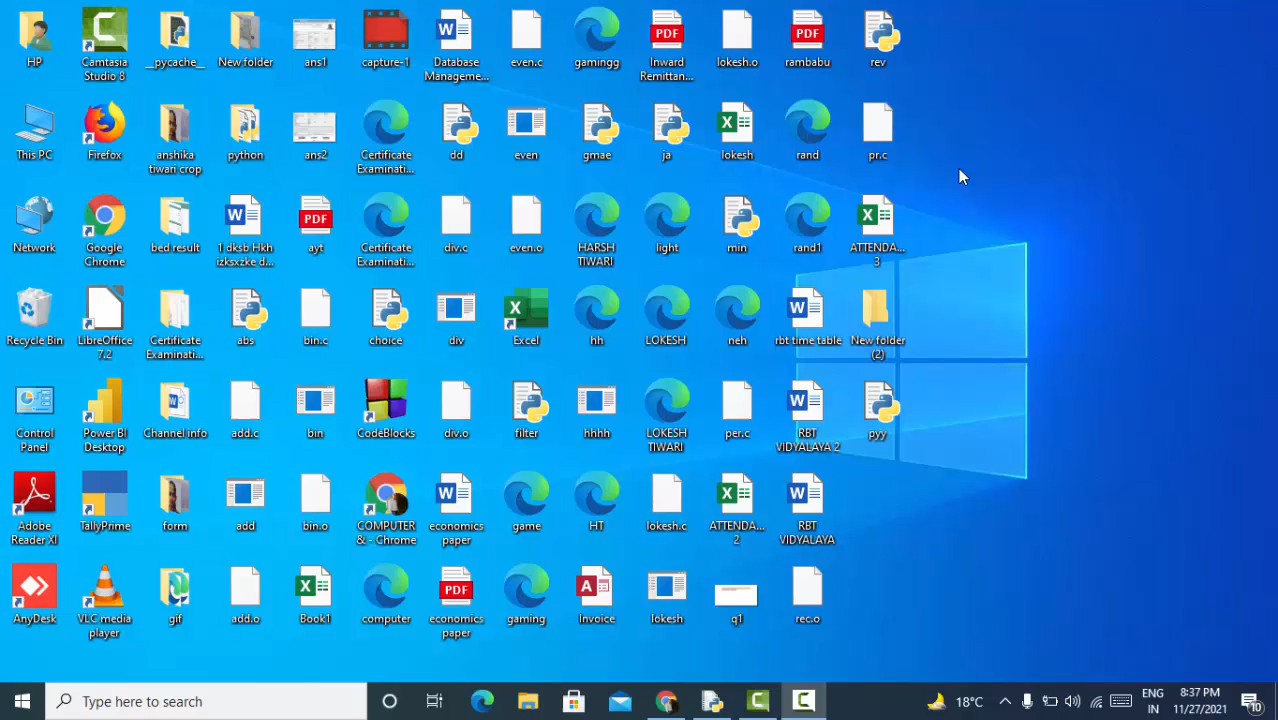 HP
Camtasia
Studio 8
__pycache__
New folder
ans1
capture-1
Database
Manageme...
even.c
gamingg
Inward
Remittan...
lokesh.o
rambabu
rev
This PC
Firefox
anshika
tiwari crop
python
ans2
Certificate
Examinati...
dd
even
gmae
ja
lokesh
rand
pr.c
Network
Google
Chrome
bed result
1 dksb Hkh
izksxzke d...
ayt
Certificate
Examinati...
div.c
even.o
HARSH
TIWARI
light
min
rand1
ATTENDA...
3
Recycle Bin
LibreOffice
7.2
Certificate
Examinati...
abs
bin.c
choice
div
Excel
hh
LOKESH
neh
rbt time table
New folder
(2)
Control
Panel
Power BI
Desktop
Channel info
add.c
bin
CodeBlocks
div.o
filter
hhhh
LOKESH
TIWARI
per.c
RBT
VIDYALAYA 2
pyy
Adobe
Reader XI
TallyPrime
form
add
bin.o
COMPUTER
& - Chrome
economics
paper
game
HT
lokesh.c
ATTENDA...
2
RBT
VIDYALAYA
AnyDesk
VLC media
player
gif
add.o
Book1
computer
economics
paper
gaming
Invoice
lokesh
q1
rec.o
PDF
PDF
PDF
PDF
Type here to search
18°C
ENG
IN
8:37 PM
11/27/2021
10